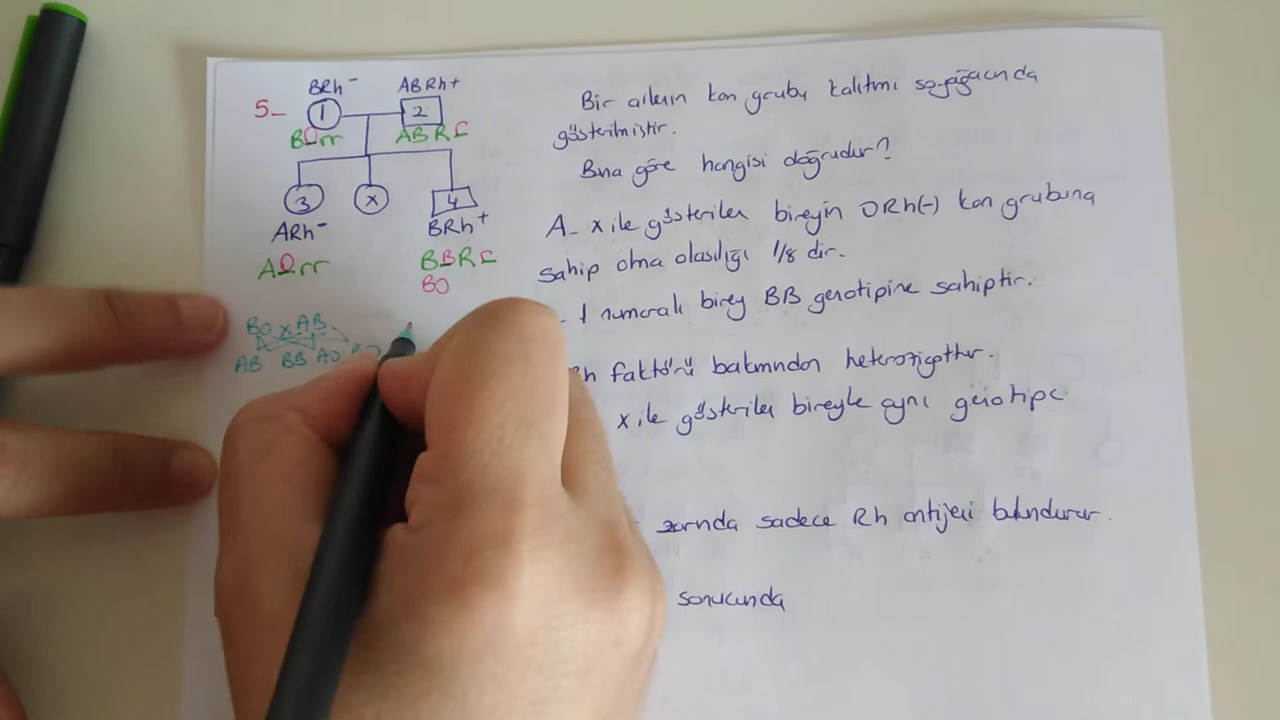 5-
BRh⁻ ABRh+
1 2
BOrr ABRr
3 X 4
ARh⁻ BRh⁺
AOrr BBRr
BO
BO x AB
AB BB AO
Bir ailenin kan grubu kalıtımı soyağacında
gösterilmiştir.
Buna göre hangisi doğrudur?
A- x ile gösterilen bireyin ORh(-) kan grubuna
sahip olma olasılığı 1/8 dir.
- 1 numaralı birey BB genotipine sahiptir.
faktörü bakımından heterozigottur.
x ile gösterilen bireyle aynı genotipe
zarında sadece Rh antijeni bulundurur.
sonucunda